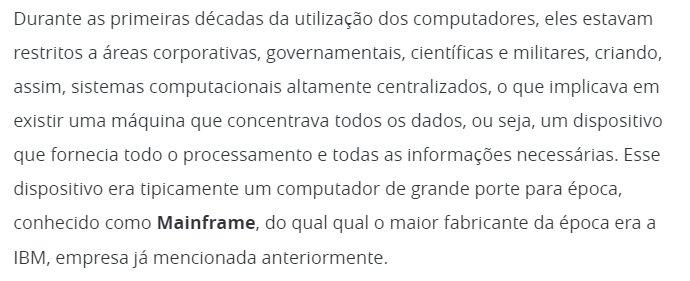 Durante as primeiras décadas da utilização dos computadores, eles estavam
restritos a áreas corporativas, governamentais, científicas e militares, criando,
assim, sistemas computacionais altamente centralizados, o que implicava em
existir uma máquina que concentrava todos os dados, ou seja, um dispositivo
que fornecia todo o processamento e todas as informações necessárias. Esse
dispositivo era tipicamente um computador de grande porte para época,
conhecido como Mainframe, do qual qual o maior fabricante da época era a
IBM, empresa já mencionada anteriormente.